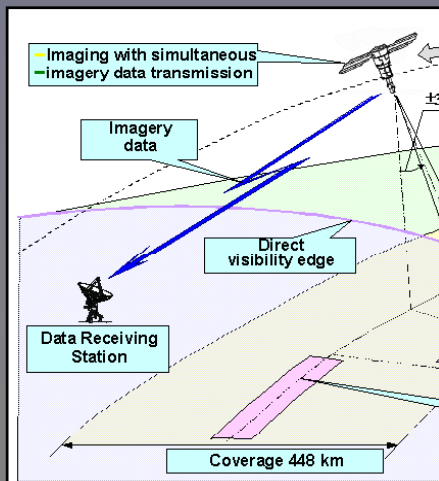 Imaging with simultaneous
imagery data transmission
Imagery
data
Direct
visibility edge
Data Receiving
Station
Coverage 448 km